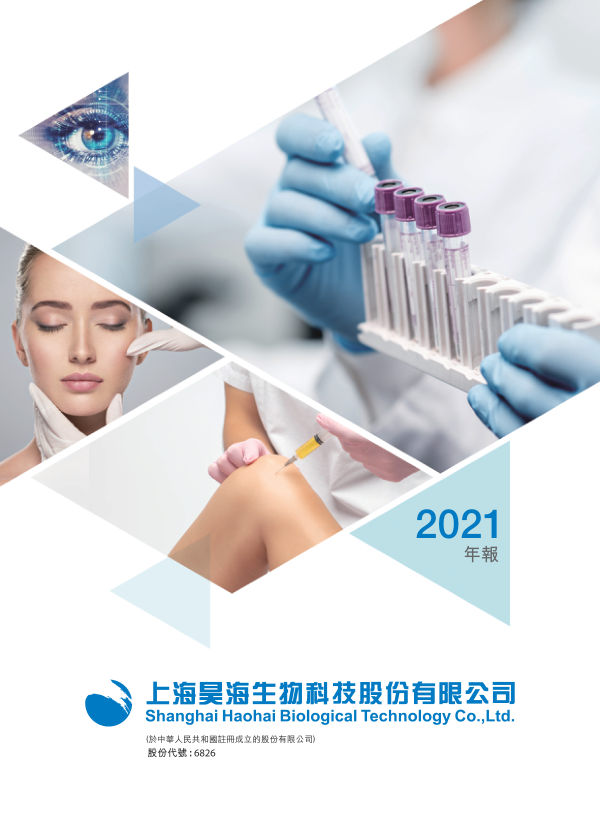 2021
年報
上海昊海生物科技股份有限公司
Shanghai Haohai Biological Technology Co.,Ltd.
(於中華人民共和國註冊成立的股份有限公司)
股份代號 : 6826